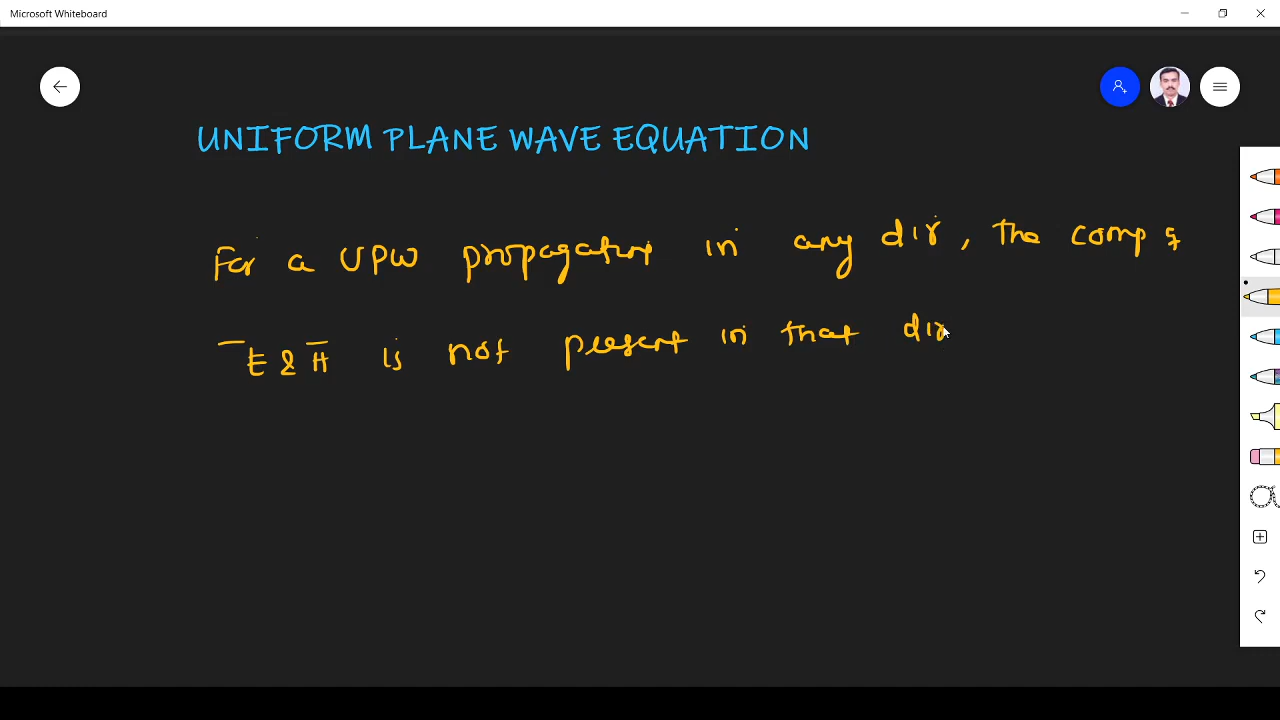 Microsoft Whiteboard
UNIFORM PLANE WAVE EQUATION
For a UPW propagation in any dir, the comp of
E̅ & H̅ is not present in that dir